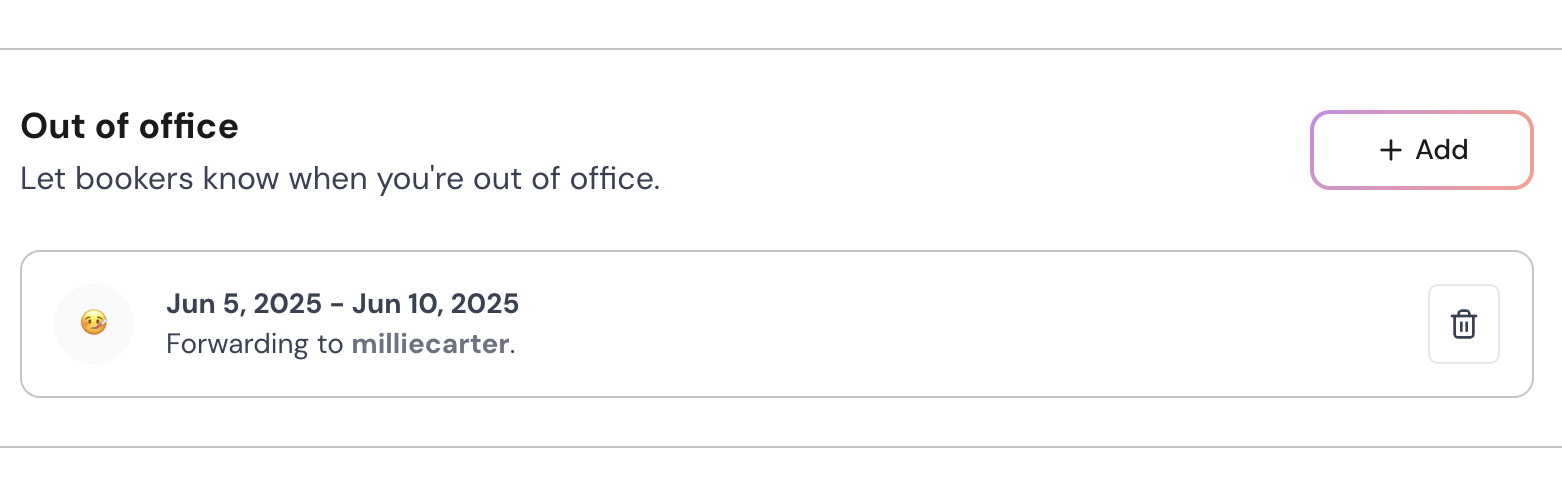 Out of office
Let bookers know when you're out of office.
+ Add
Jun 5, 2025 – Jun 10, 2025
Forwarding to milliecarter.